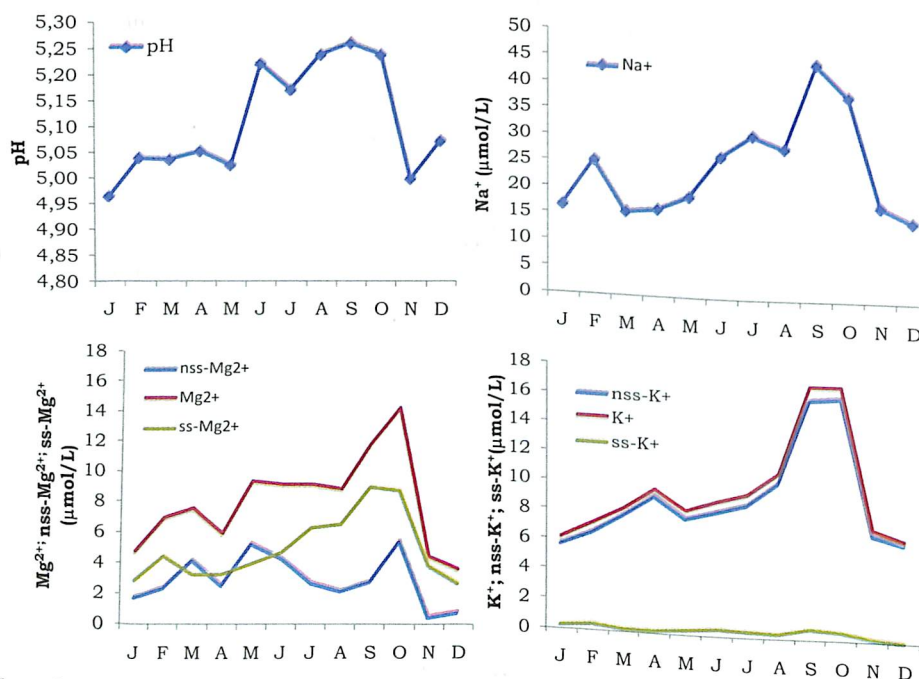 5,30
5,25
5,20
5,15
5,10
5,05
5,00
4,95
4,90
4,85
4,80
pH
pH
J F M A M J J A S O N D
50
45
40
35
30
25
20
15
10
5
0
Na⁺ (µmol/L)
Na+
J F M A M J J A S O N D
18
16
14
12
10
8
6
4
2
0
Mg²⁺; nss-Mg²⁺; ss-Mg²⁺
(µmol/L)
nss-Mg2+
Mg2+
ss-Mg2+
J F M A M J J A S O N D
18
16
14
12
10
8
6
4
2
0
K⁺; nss-K⁺; ss-K⁺(µmol/L)
nss-K+
K+
ss-K+
J F M A M J J A S O N D